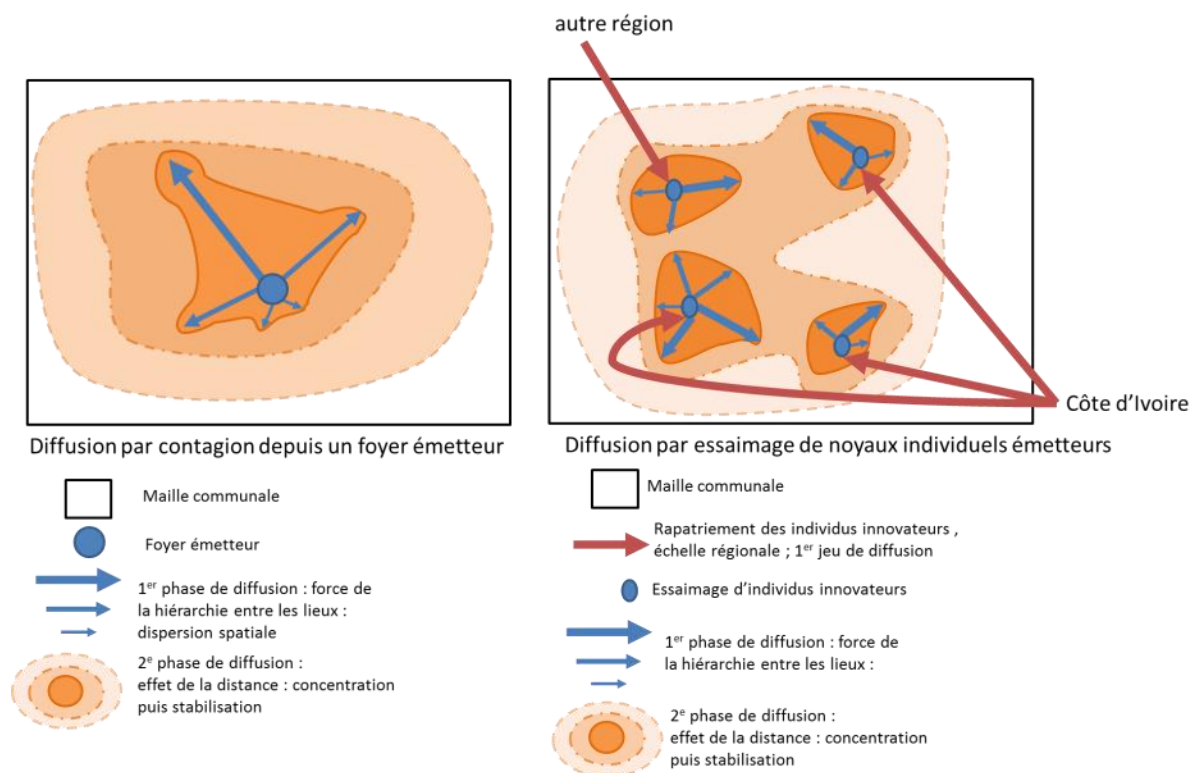 autre région
Côte d'Ivoire
Diffusion par contagion depuis un foyer émetteur
Maille communale
Foyer émetteur
1er phase de diffusion : force de
la hiérarchie entre les lieux :
dispersion spatiale
2e phase de diffusion :
effet de la distance : concentration
puis stabilisation
Diffusion par essaimage de noyaux individuels émetteurs
Maille communale
Rapatriement des individus innovateurs ,
échelle régionale ; 1er jeu de diffusion
Essaimage d'individus innovateurs
1er phase de diffusion : force de
la hiérarchie entre les lieux :
2e phase de diffusion :
effet de la distance : concentration
puis stabilisation